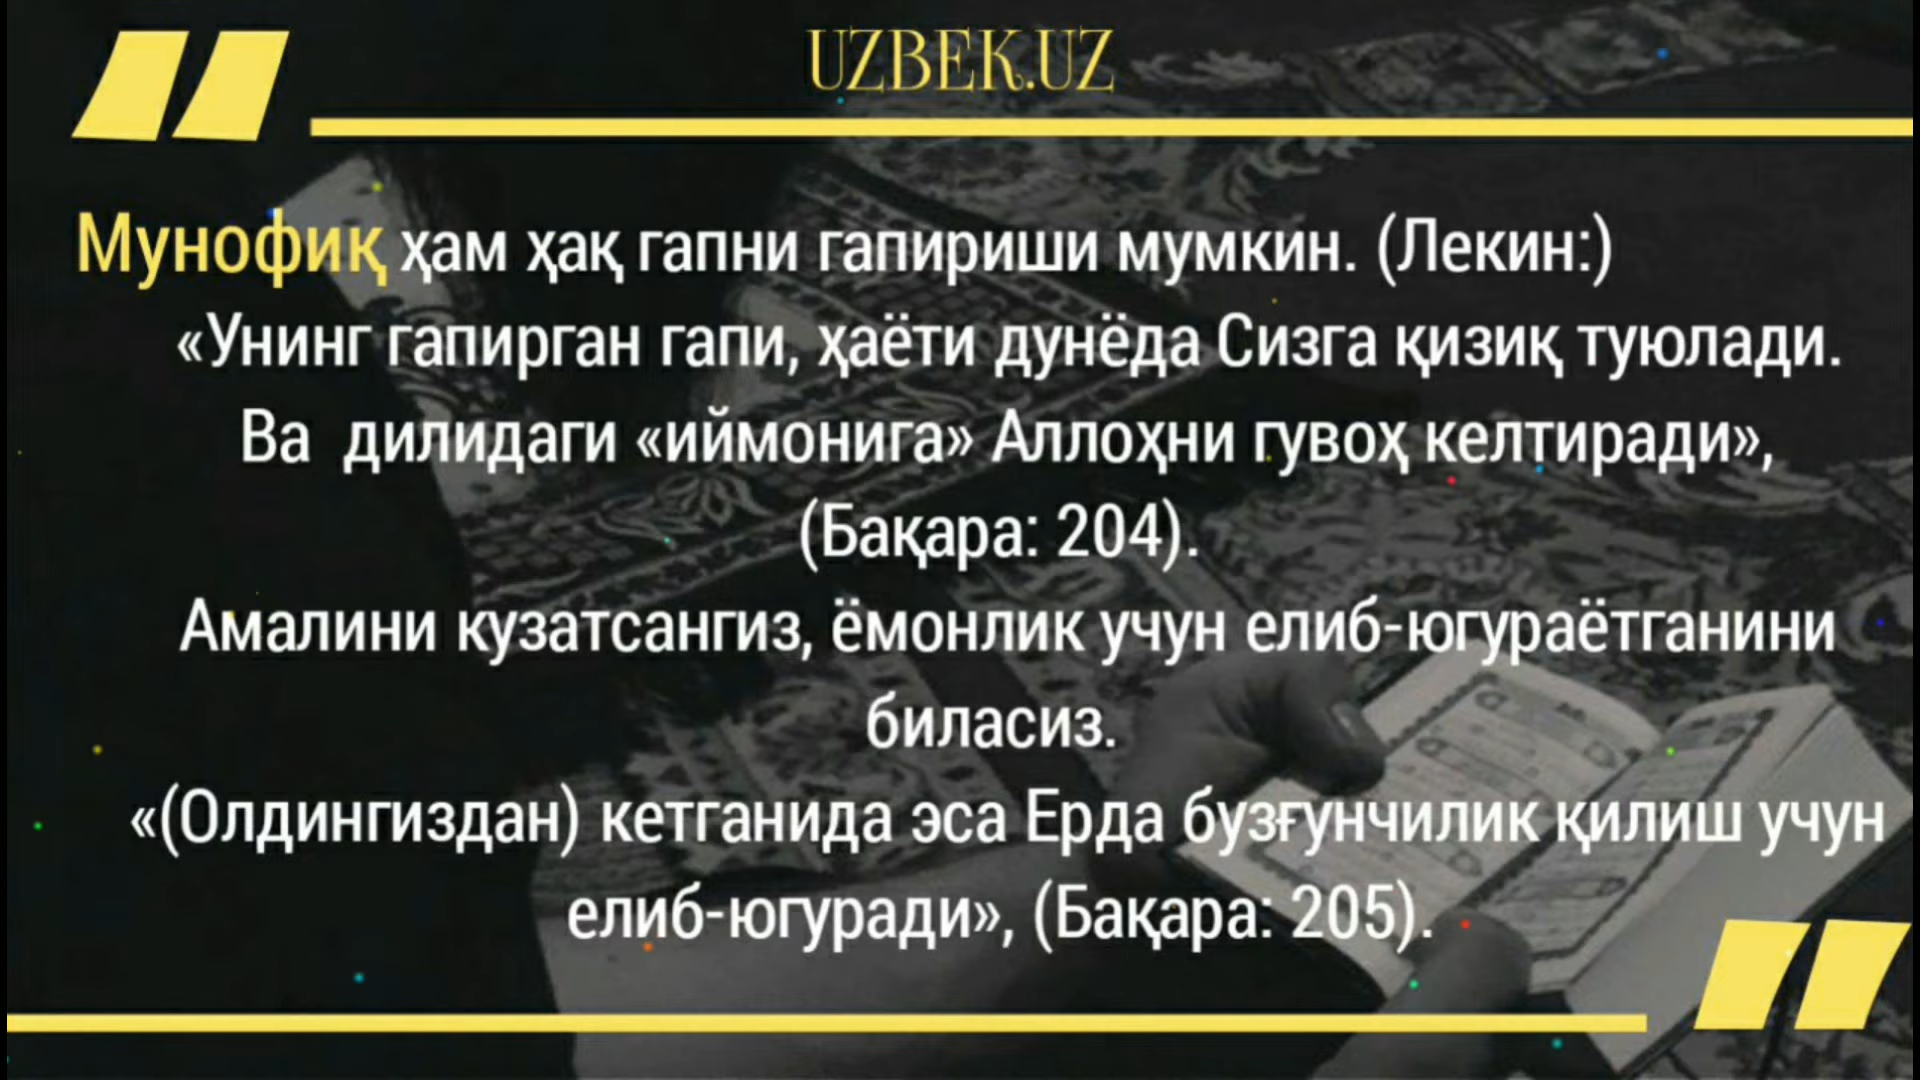 UZBEK.UZ
Мунофиқ ҳам ҳақ гапни гапириши мумкин. (Лекин:)
«Унинг гапирган гапи, ҳаёти дунёда Сизга қизиқ туюлади.
Ва дилидаги «иймонига» Аллоҳни гувоҳ келтиради»,
(Бақара: 204).
Амалини кузатсангиз, ёмонлик учун елиб-югураётганини
биласиз.
«(Олдингиздан) кетганида эса Ерда бузғунчилик қилиш учун
елиб-югуради», (Бақара: 205).